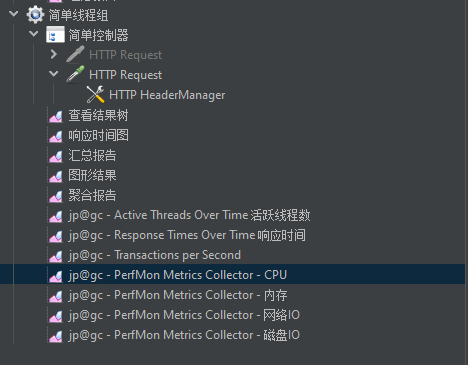 简单线程组
简单控制器
HTTP Request
HTTP Request
HTTP HeaderManager
查看结果树
响应时间图
汇总报告
图形结果
聚合报告
jp@gc - Active Threads Over Time 活跃线程数
jp@gc - Response Times Over Time 响应时间
jp@gc - Transactions per Second
jp@gc - PerfMon Metrics Collector - CPU
jp@gc - PerfMon Metrics Collector - 内存
jp@gc - PerfMon Metrics Collector - 网络IO
jp@gc - PerfMon Metrics Collector - 磁盘IO